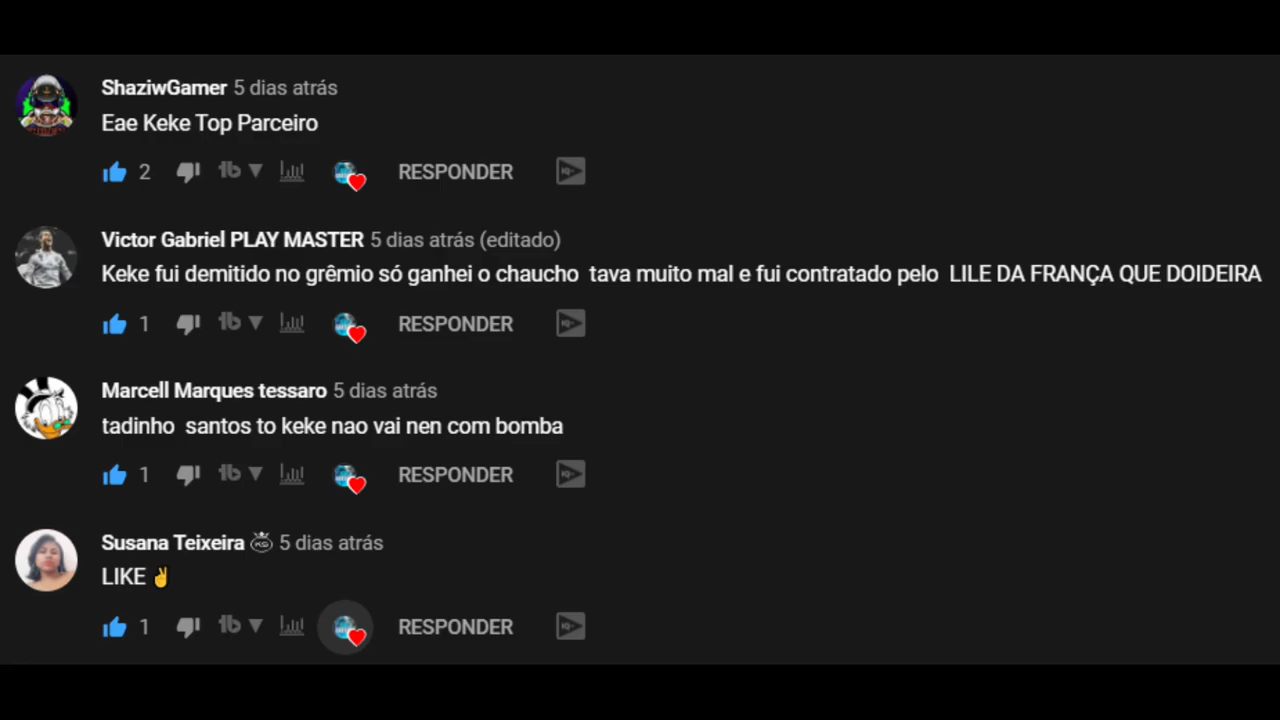 ShaziwGamer 5 dias atrás
Eae Keke Top Parceiro
2 RESPONDER
Victor Gabriel PLAY MASTER 5 dias atrás (editado)
Keke fui demitido no grêmio só ganhei o chaucho  tava muito mal e fui contratado pelo  LILE DA FRANÇA QUE DOIDEIRA
1 RESPONDER
Marcell Marques tessaro 5 dias atrás
tadinho  santos to keke nao vai nen com bomba
1 RESPONDER
Susana Teixeira 5 dias atrás
LIKE ✌
1 RESPONDER